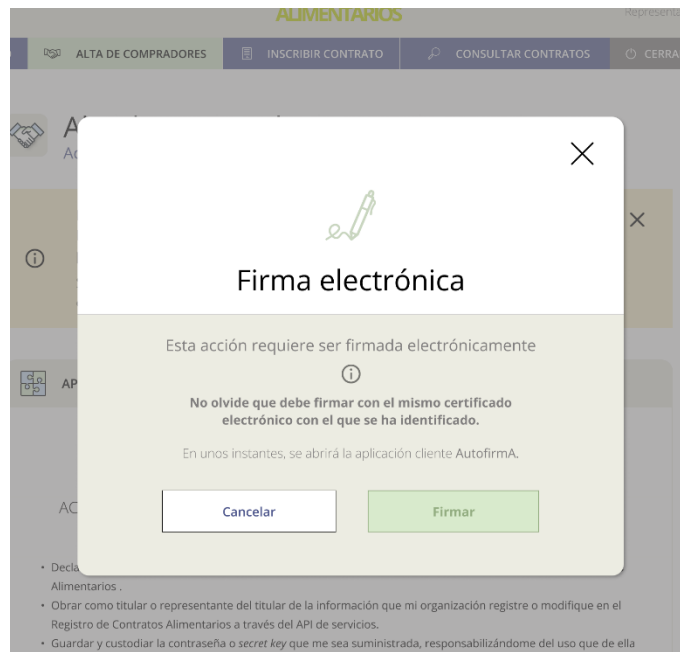 ALIMENTARIOS
ALTA DE COMPRADORES INSCRIBIR CONTRATO CONSULTAR CONTRATOS
Firma electrónica
Esta acción requiere ser firmada electrónicamente
No olvide que debe firmar con el mismo certificado
electrónico con el que se ha identificado.
En unos instantes, se abrirá la aplicación cliente AutofirmA.
Cancelar Firmar
Alimentarios .
• Obrar como titular o representante del titular de la información que mi organización registre o modifique en el
Registro de Contratos Alimentarios a través del API de servicios.
• Guardar y custodiar la contraseña o secret key que me sea suministrada, responsabilizándome del uso que de ella